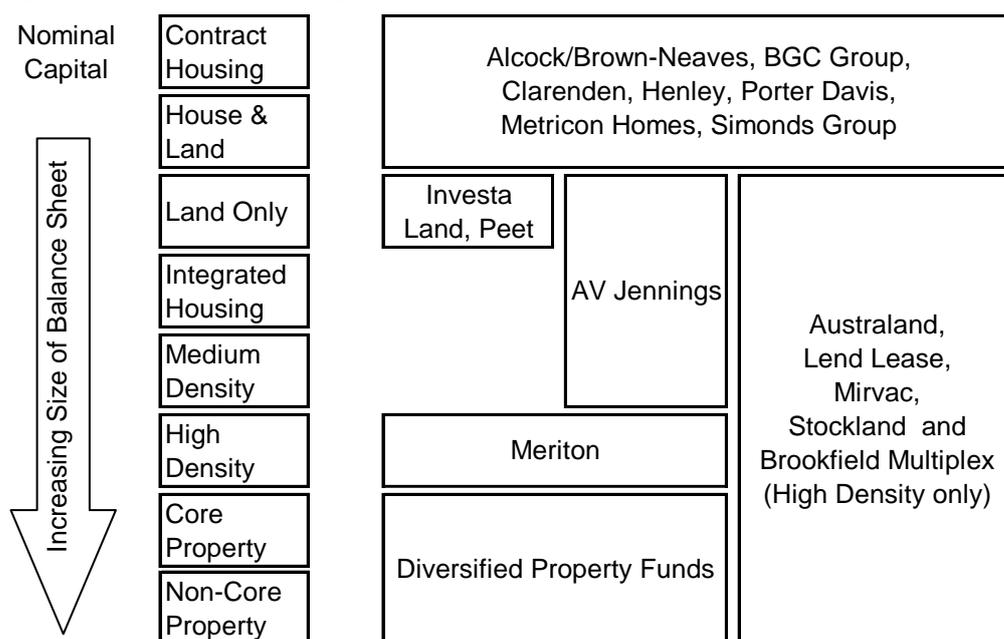 Nominal
Capital
Increasing Size of Balance Sheet
Contract
Housing
House &
Land
Land Only
Integrated
Housing
Medium
Density
High
Density
Core
Property
Non-Core
Property
Alcock/Brown-Neaves, BGC Group,
Clarenden, Henley, Porter Davis,
Metricon Homes, Simonds Group
Investa
Land, Peet
AV Jennings
Meriton
Diversified Property Funds
Australand,
Lend Lease,
Mirvac,
Stockland and
Brookfield Multiplex
(High Density only)